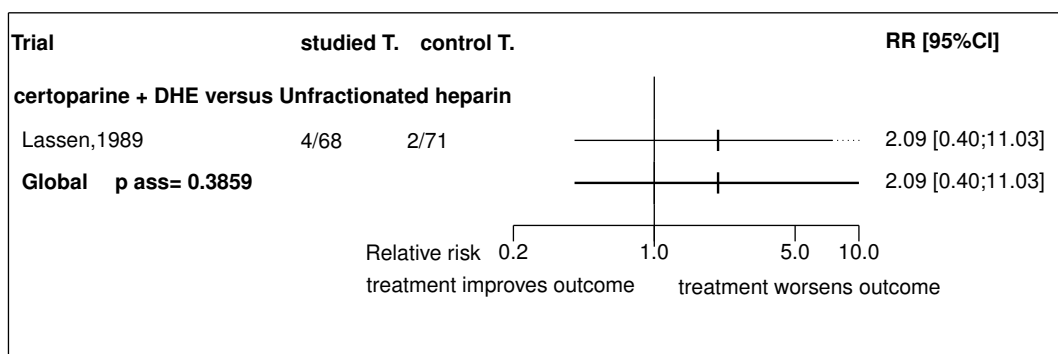 Trial studied T. control T. RR [95%CI]
certoparine + DHE versus Unfractionated heparin
Lassen,1989 4/68 2/71 2.09 [0.40;11.03]
Global p ass= 0.3859 2.09 [0.40;11.03]
Relative risk 0.2 1.0 5.0 10.0
treatment improves outcome treatment worsens outcome